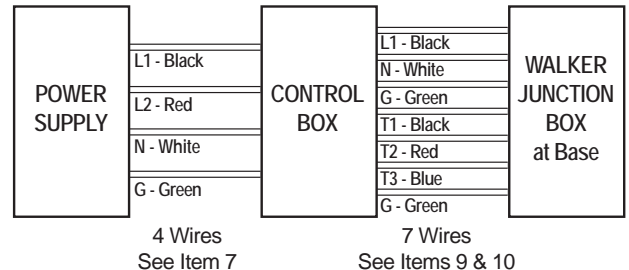 POWER
SUPPLY
L1 - Black
L2 - Red
N - White
G - Green
CONTROL
BOX
L1 - Black
N - White
G - Green
T1 - Black
T2 - Red
T3 - Blue
G - Green
WALKER
JUNCTION
BOX
at Base
4 Wires
See Item 7
7 Wires
See Items 9 & 10